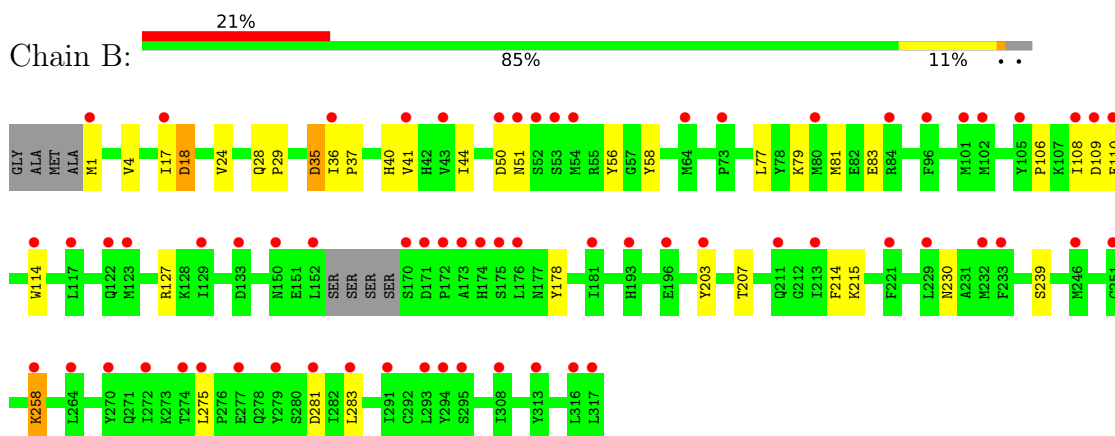 21%
Chain B:
85% 11% • •
GLY ALA MET ALA M1 V4 I17 D18 V24 Q28 P29 D35 I36 P37 H40 V41 H42 V43 I44 D50 N51 S52 S53 M54 R55 Y56 G57 Y58 M64 P73 L77 Y78 K79 M80 M81 E82 E83 R84 F96 M101 M102 Y105 P106 K107 I108 D109
W114 L117 Q122 M123 R127 K128 I129 D133 N150 E151 L152 SER SER SER SER S170 D171 P172 A173 H174 S175 L176 N177 Y178 I181 H193 E196 Y203 T207 Q211 G212 I213 F214 K215 F221 L229 N230 A231 M232 F233 S239 M246
K258 L264 Y270 Q271 I272 K273 T274 L275 P276 E277 Q278 Y279 S280 D281 I282 L283 I291 C292 L293 Y294 S295 I308 Y313 L316 L317